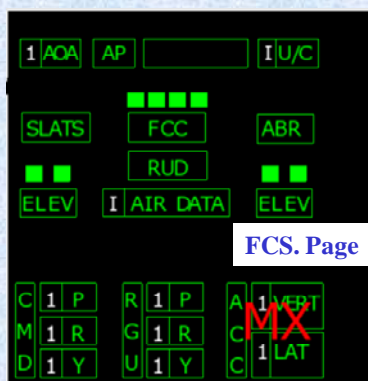 1 AOA AP I U/C
SLATS FCC ABR
RUD
ELEV I AIR DATA ELEV
FCS. Page
C 1 P R 1 P A 1 VERT
M 1 R G 1 R C MX
D 1 Y U 1 Y C 1 LAT